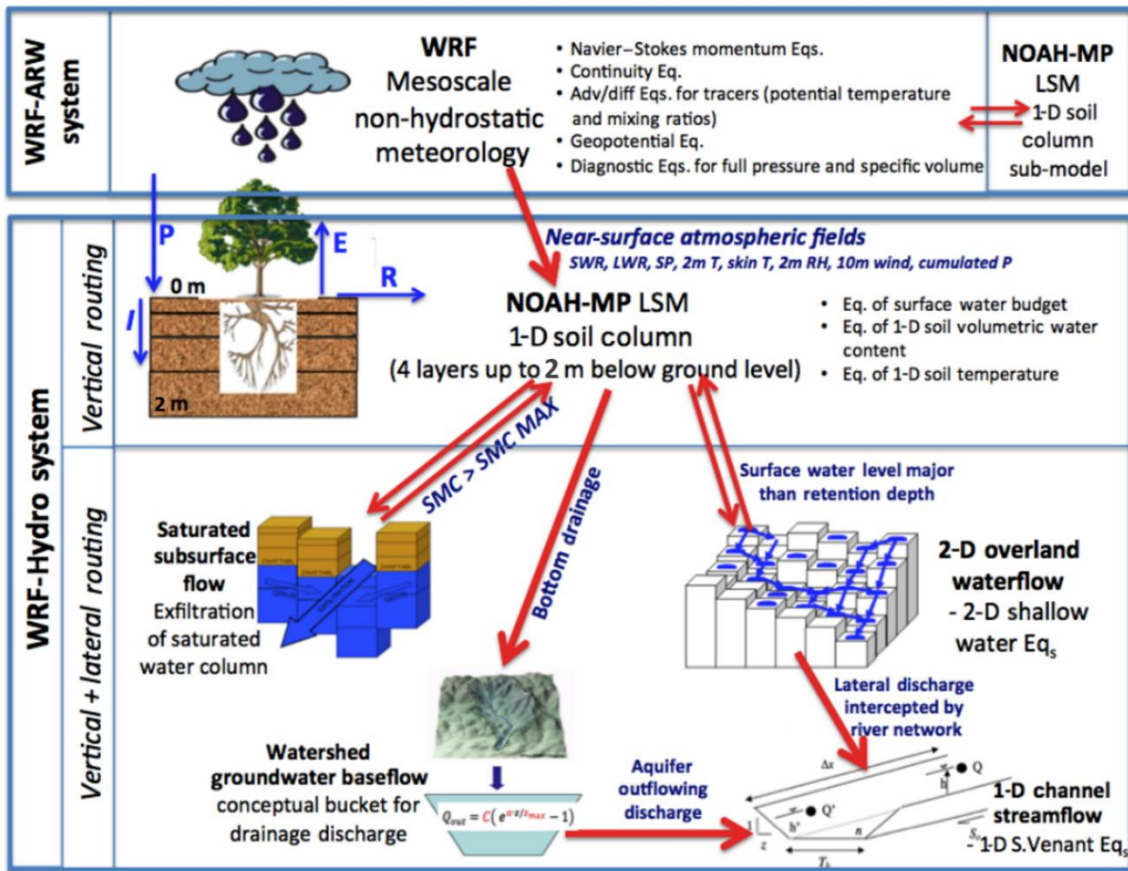 WRF-ARW
system
WRF
Mesoscale
non-hydrostatic
meteorology
• Navier–Stokes momentum Eqs.
• Continuity Eq.
• Adv/diff Eqs. for tracers (potential temperature
and mixing ratios)
• Geopotential Eq.
• Diagnostic Eqs. for full pressure and specific volume
NOAH-MP
LSM
1-D soil
column
sub-model
WRF-Hydro system
Vertical routing
P
E
R
0 m
I
2 m
Near-surface atmospheric fields
SWR, LWR, SP, 2m T, skin T, 2m RH, 10m wind, cumulated P
NOAH-MP LSM
1-D soil column
(4 layers up to 2 m below ground level)
• Eq. of surface water budget
• Eq. of 1-D soil volumetric water
content
• Eq. of 1-D soil temperature
Vertical + lateral routing
SMC > SMC MAX
Bottom drainage
Surface water level major
than retention depth
Saturated
subsurface
flow
Exfiltration
of saturated
water column
2-D overland
waterflow
- 2-D shallow
water Eqs
Lateral discharge
intercepted by
river network
Watershed
groundwater baseflow
conceptual bucket for
drainage discharge
Q_out = C(e^{α·z/z_max} − 1)
Aquifer
outflowing
discharge
Δx
Q
h
Q'
h'
1
z
n
T_b
S_o
1-D channel
streamflow
- 1-D S.Venant Eqs